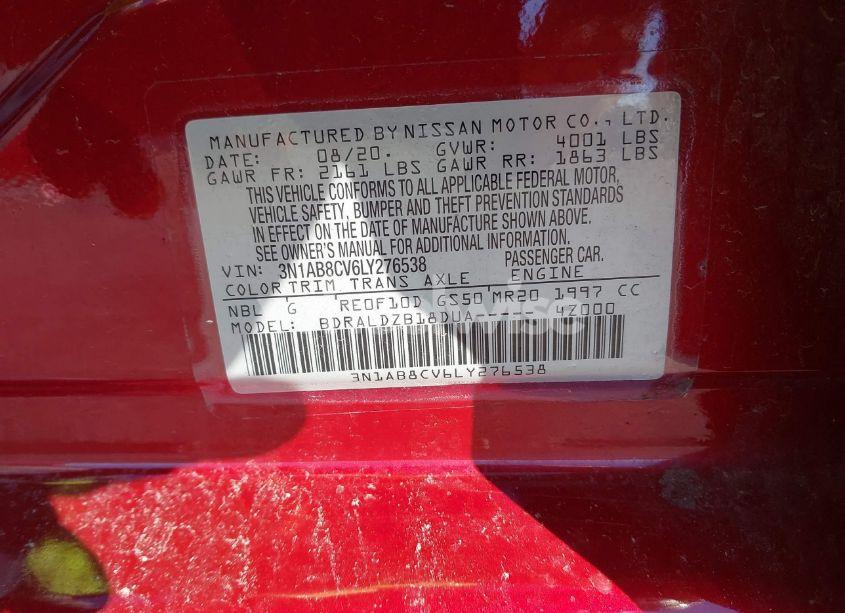 MANUFACTURED BY NISSAN MOTOR CO., LTD.
DATE: 08/20. GVWR: 4001 LBS
GAWR FR: 2161 LBS GAWR RR: 1863 LBS
THIS VEHICLE CONFORMS TO ALL APPLICABLE FEDERAL MOTOR
VEHICLE SAFETY, BUMPER AND THEFT PREVENTION STANDARDS
IN EFFECT ON THE DATE OF MANUFACTURE SHOWN ABOVE.
SEE OWNER'S MANUAL FOR ADDITIONAL INFORMATION.
VIN: 3N1AB8CV6LY276538 PASSENGER CAR.
COLOR TRIM TRANS AXLE ENGINE
NBL G RE0F10D GS50 MR20 1997 CC
MODEL: BDRALDZB18DUA----- 4Z000
3N1AB8CV6LY276538